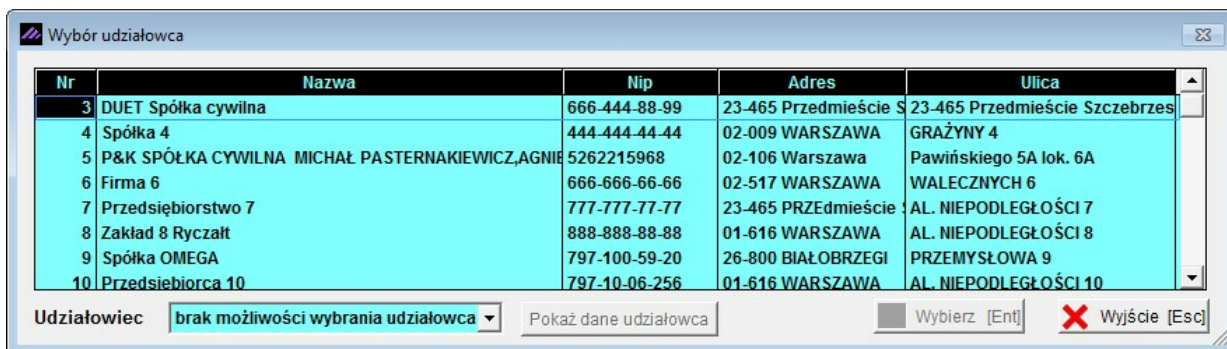 Wybór udziałowca
Nr Nazwa Nip Adres Ulica
3 DUET Spółka cywilna 666-444-88-99 23-465 Przedmieście S 23-465 Przedmieście Szczebrzes
4 Spółka 4 444-444-44-44 02-009 WARSZAWA GRAŻYNY 4
5 P&K SPÓŁKA CYWILNA MICHAŁ PASTERNAKIEWICZ,AGNIE 5262215968 02-106 Warszawa Pawińskiego 5A lok. 6A
6 Firma 6 666-666-66-66 02-517 WARSZAWA WALECZNYCH 6
7 Przedsiębiorstwo 7 777-777-77-77 23-465 PRZEdmieście S AL. NIEPODLEGŁOŚCI 7
8 Zakład 8 Ryczałt 888-888-88-88 01-616 WARSZAWA AL. NIEPODLEGŁOŚCI 8
9 Spółka OMEGA 797-100-59-20 26-800 BIAŁOBRZEGI PRZEMYSŁOWA 9
10 Przedsiębiorca 10 797-10-06-256 01-616 WARSZAWA AL. NIEPODLEGŁOŚCI 10
Udziałowiec brak możliwości wybrania udziałowca Pokaż dane udziałowca Wybierz [Ent] Wyjście [Esc]